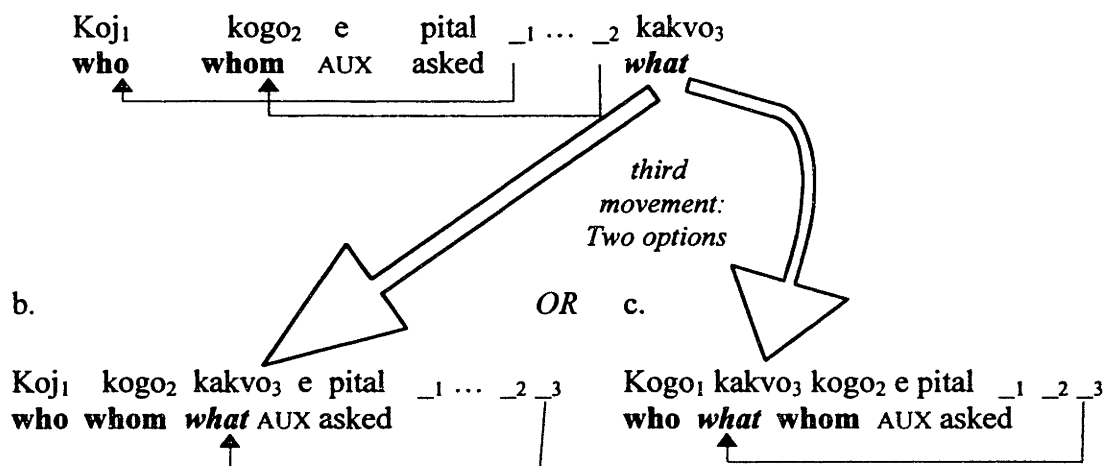 Koj₁ kogo₂ e pital _₁ … _₂ kakvo₃
who whom AUX asked what
third
movement:
Two options
b. OR c.
Koj₁ kogo₂ kakvo₃ e pital _₁ … _₂ _₃
who whom what AUX asked
Kogo₁ kakvo₃ kogo₂ e pital _₁ _₂ _₃
who what whom AUX asked